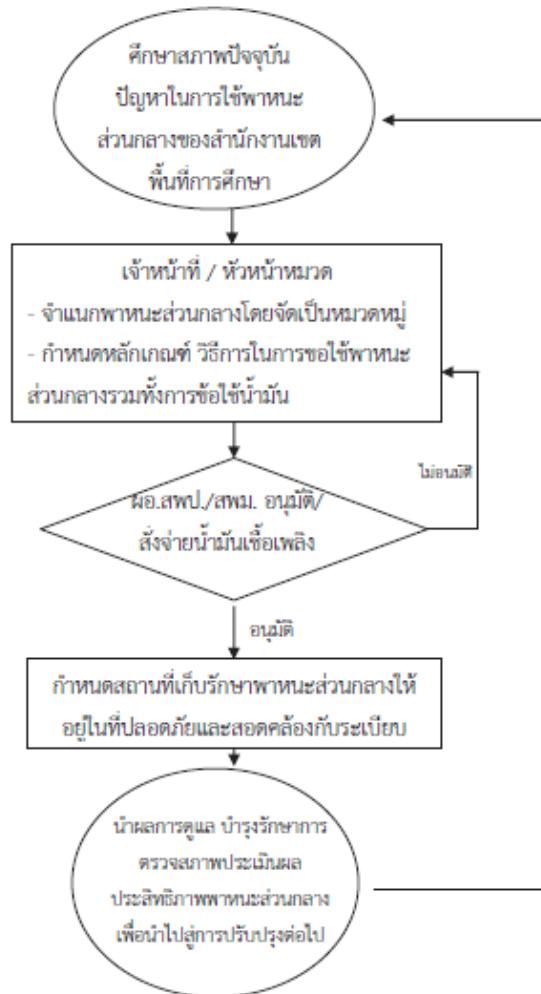 ศึกษาสภาพปัจจุบัน
ปัญหาในการใช้พาหนะ
ส่วนกลางของสำนักงานเขต
พื้นที่การศึกษา
เจ้าหน้าที่ / หัวหน้าหมวด
- จำแนกพาหนะส่วนกลางโดยจัดเป็นหมวดหมู่
- กำหนดหลักเกณฑ์ วิธีการในการขอใช้พาหนะ
ส่วนกลางรวมทั้งการข้อใช้น้ำมัน
ไม่อนุมัติ
ผอ.สพป./สพม. อนุมัติ/
สั่งจ่ายน้ำมันเชื้อเพลิง
อนุมัติ
กำหนดสถานที่เก็บรักษาพาหนะส่วนกลางให้
อยู่ในที่ปลอดภัยและสอดคล้องกับระเบียบ
นำผลการดูแล บำรุงรักษาการ
ตรวจสภาพประเมินผล
ประสิทธิภาพพาหนะส่วนกลาง
เพื่อนำไปสู่การปรับปรุงต่อไป